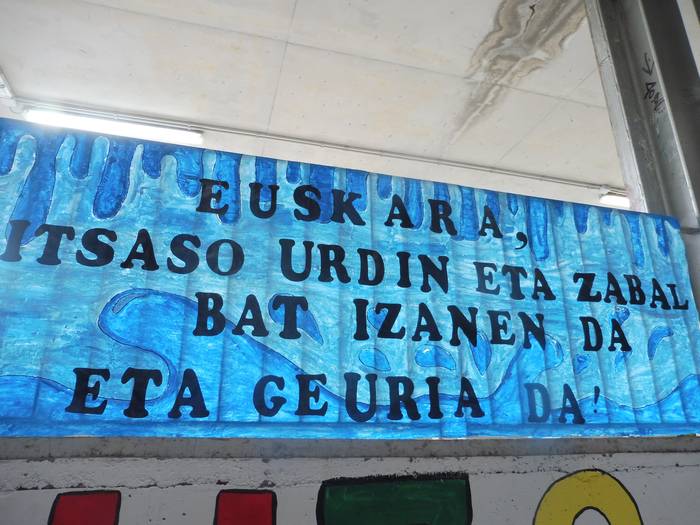 EUSKARA,
ITSASO URDIN ETA ZABAL
BAT IZANEN DA
ETA GEURIA DA!